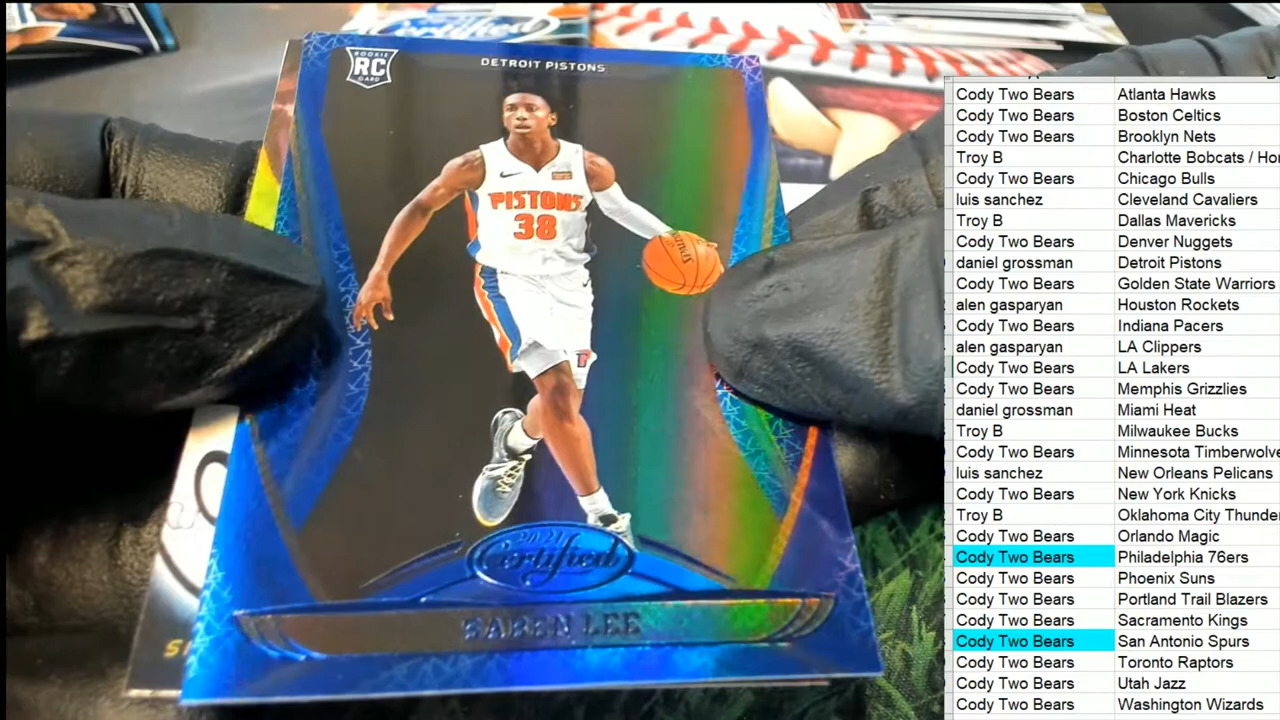 ROOKIE
RC
CARD
DETROIT PISTONS
PISTONS
38
SPALDING
2021
Certified
SABEN LEE
Cody Two Bears Atlanta Hawks
Cody Two Bears Boston Celtics
Cody Two Bears Brooklyn Nets
Troy B Charlotte Bobcats / Ho
Cody Two Bears Chicago Bulls
luis sanchez Cleveland Cavaliers
Troy B Dallas Mavericks
Cody Two Bears Denver Nuggets
daniel grossman Detroit Pistons
Cody Two Bears Golden State Warriors
alen gasparyan Houston Rockets
Cody Two Bears Indiana Pacers
alen gasparyan LA Clippers
Cody Two Bears LA Lakers
Cody Two Bears Memphis Grizzlies
daniel grossman Miami Heat
Troy B Milwaukee Bucks
Cody Two Bears Minnesota Timberwolve
luis sanchez New Orleans Pelicans
Cody Two Bears New York Knicks
Troy B Oklahoma City Thunde
Cody Two Bears Orlando Magic
Cody Two Bears Philadelphia 76ers
Cody Two Bears Phoenix Suns
Cody Two Bears Portland Trail Blazers
Cody Two Bears Sacramento Kings
Cody Two Bears San Antonio Spurs
Cody Two Bears Toronto Raptors
Cody Two Bears Utah Jazz
Cody Two Bears Washington Wizards